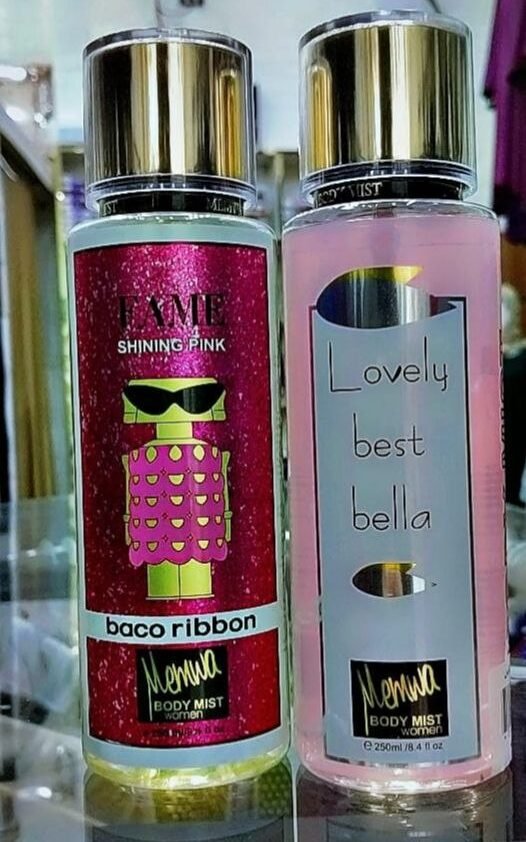 FAME
SHINING PINK
baco ribbon
Memwa
BODY MIST
women
BODY MIST
Lovely
best
bella
Memwa
BODY MIST
women
℮ 250ml /8.4 fl oz